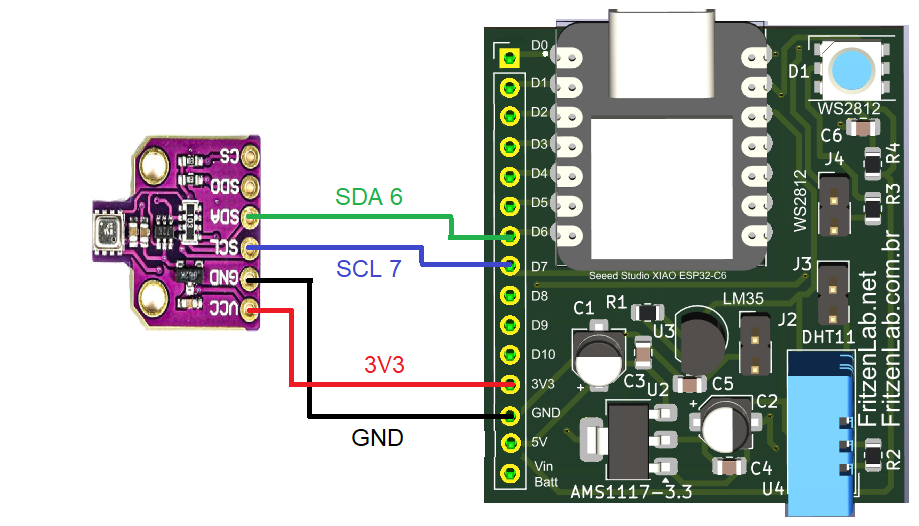 CS
SDO
SDA
SCL
GND
VCC
103
SDA 6
SCL 7
3V3
GND
D0
D1
D2
D3
D4
D5
D6
D7
D8
D9
D10
3V3
GND
5V
Vin
Batt
Seeed Studio XIAO ESP32-C6
D1
WS2812
C6
R4
J4
WS2812
R3
J3
DHT11
C1
R1
LM35
U3
J2
C3
C5
U2
C2
C4
AMS1117-3.3
U4
R2
FritzenLab.net
FritzenLab.com.br